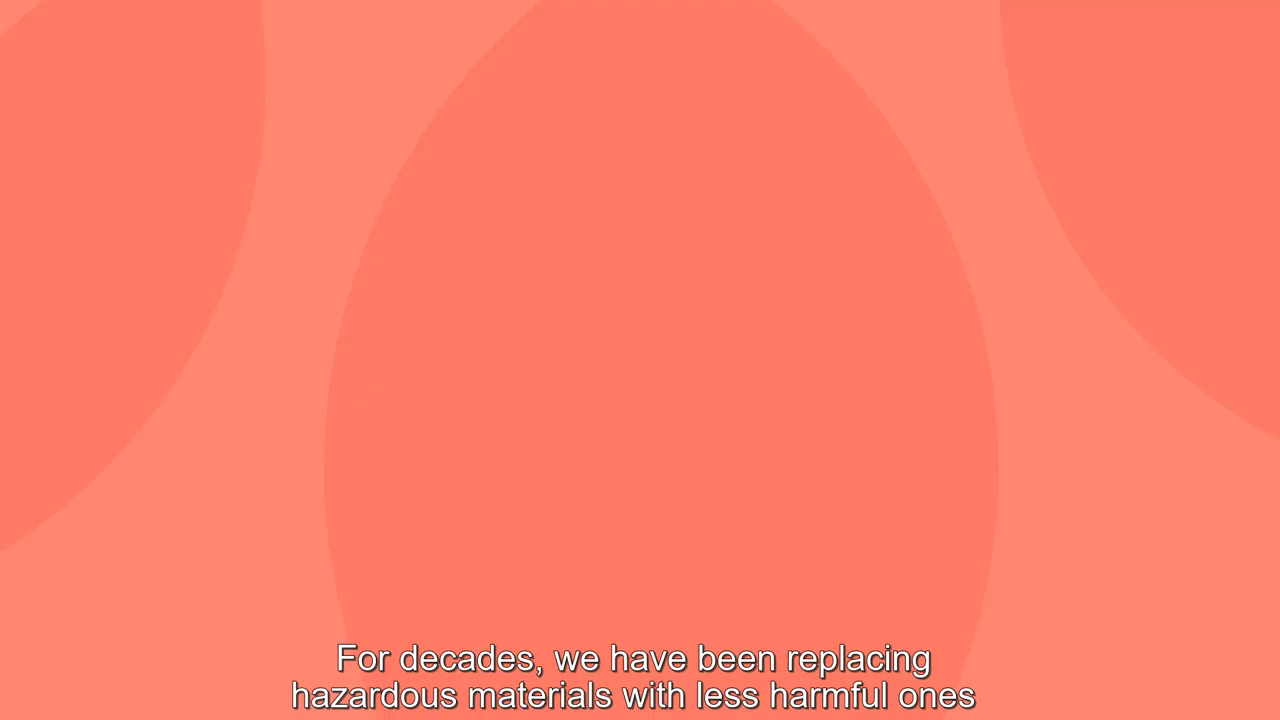 For decades, we have been replacing
hazardous materials with less harmful ones